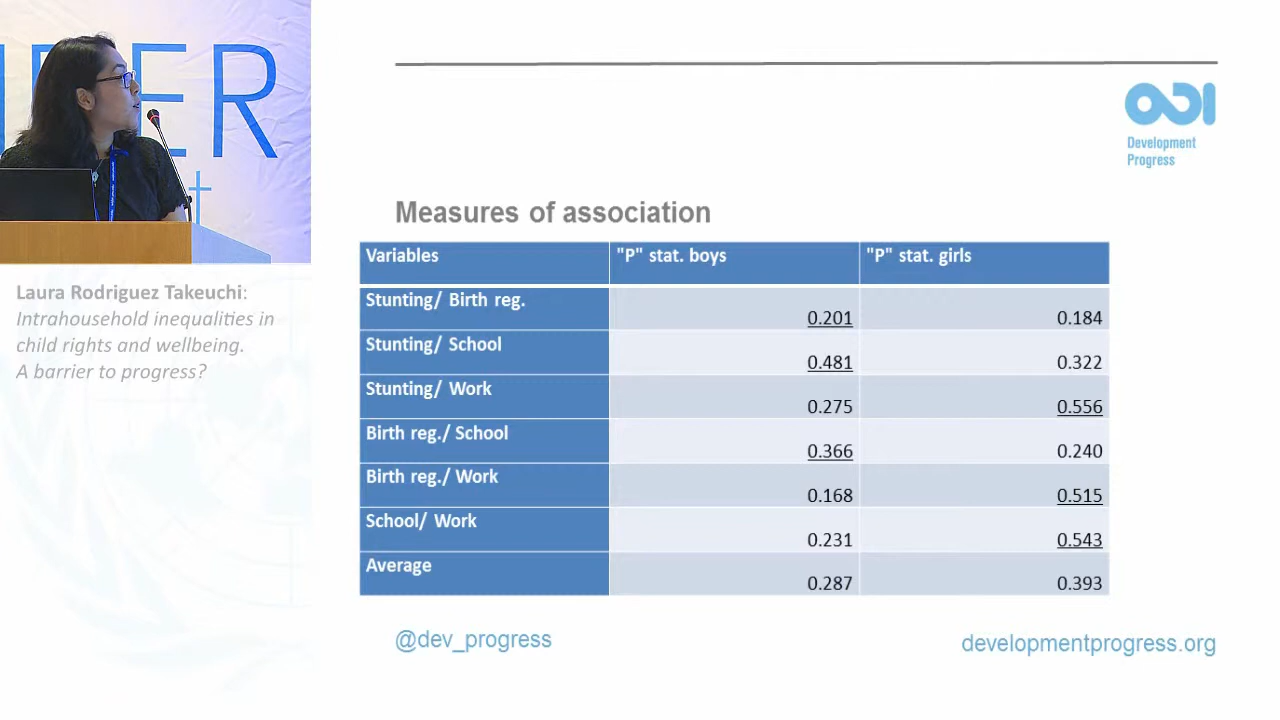 ER
Laura Rodriguez Takeuchi:
Intrahousehold inequalities in
child rights and wellbeing.
A barrier to progress?
ODI
Development
Progress
Measures of association
Variables "P" stat. boys "P" stat. girls
Stunting/ Birth reg. 0.201 0.184
Stunting/ School 0.481 0.322
Stunting/ Work 0.275 0.556
Birth reg./ School 0.366 0.240
Birth reg./ Work 0.168 0.515
School/ Work 0.231 0.543
Average 0.287 0.393
@dev_progress developmentprogress.org